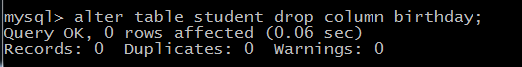 mysql> alter table student drop column birthday;
Query OK, 0 rows affected (0.06 sec)
Records: 0  Duplicates: 0  Warnings: 0